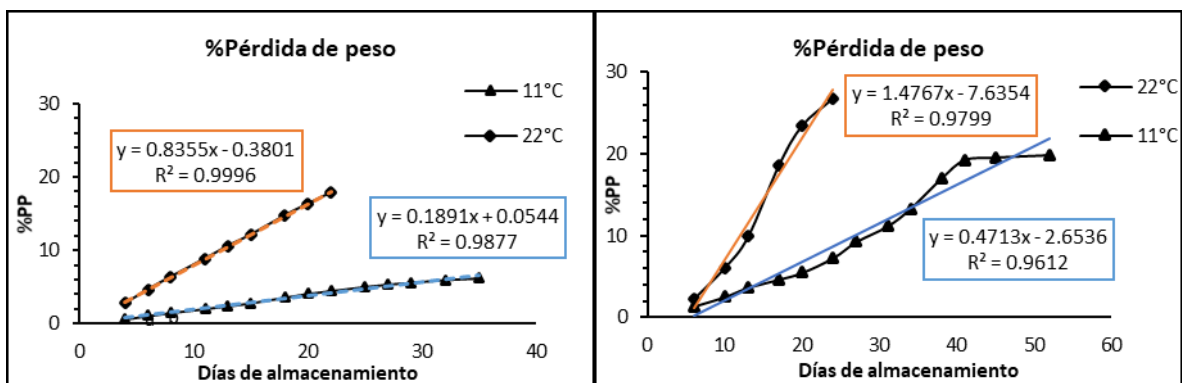 %Pérdida de peso
11°C
22°C
y = 0.8355x - 0.3801
R² = 0.9996
y = 0.1891x + 0.0544
R² = 0.9877
%PP
30
20
10
0
0 10 20 30 40
Días de almacenamiento
%Pérdida de peso
22°C
11°C
y = 1.4767x - 7.6354
R² = 0.9799
y = 0.4713x - 2.6536
R² = 0.9612
%PP
30
20
10
0
0 10 20 30 40 50 60
Días de almacenamiento